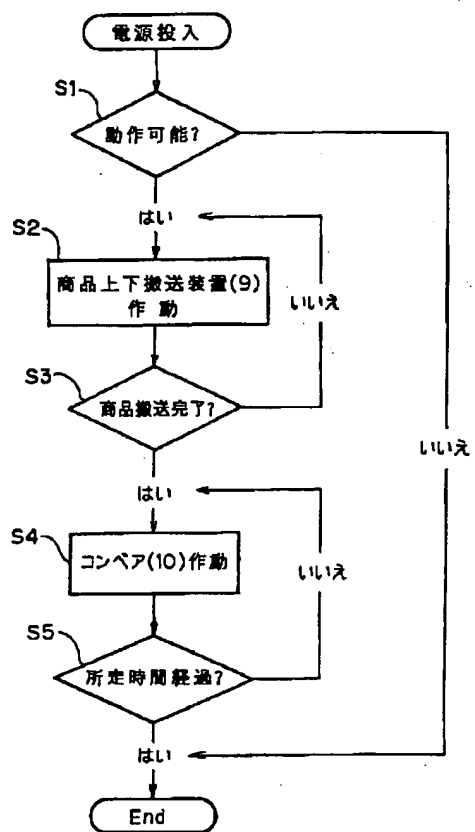 電源投入
S1
動作可能?
はい
S2
商品上下搬送装置(9)
作動
いいえ
S3
商品搬送完了?
いいえ
はい
S4
コンベア(10)作動
いいえ
S5
所定時間経過?
はい
End